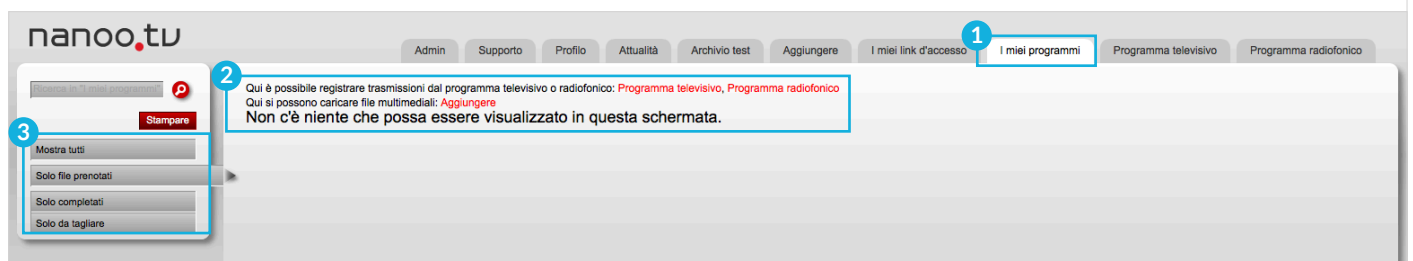 nanoo.tv
Admin Supporto Profilo Attualità Archivio test Aggiungere I miei link d'accesso 1 I miei programmi Programma televisivo Programma radiofonico
Ricerca in "I miei programmi"
Stampare
2
Qui è possibile registrare trasmissioni dal programma televisivo o radiofonico: Programma televisivo, Programma radiofonico
Qui si possono caricare file multimediali: Aggiungere
Non c'è niente che possa essere visualizzato in questa schermata.
3
Mostra tutti
Solo file prenotati
Solo completati
Solo da tagliare